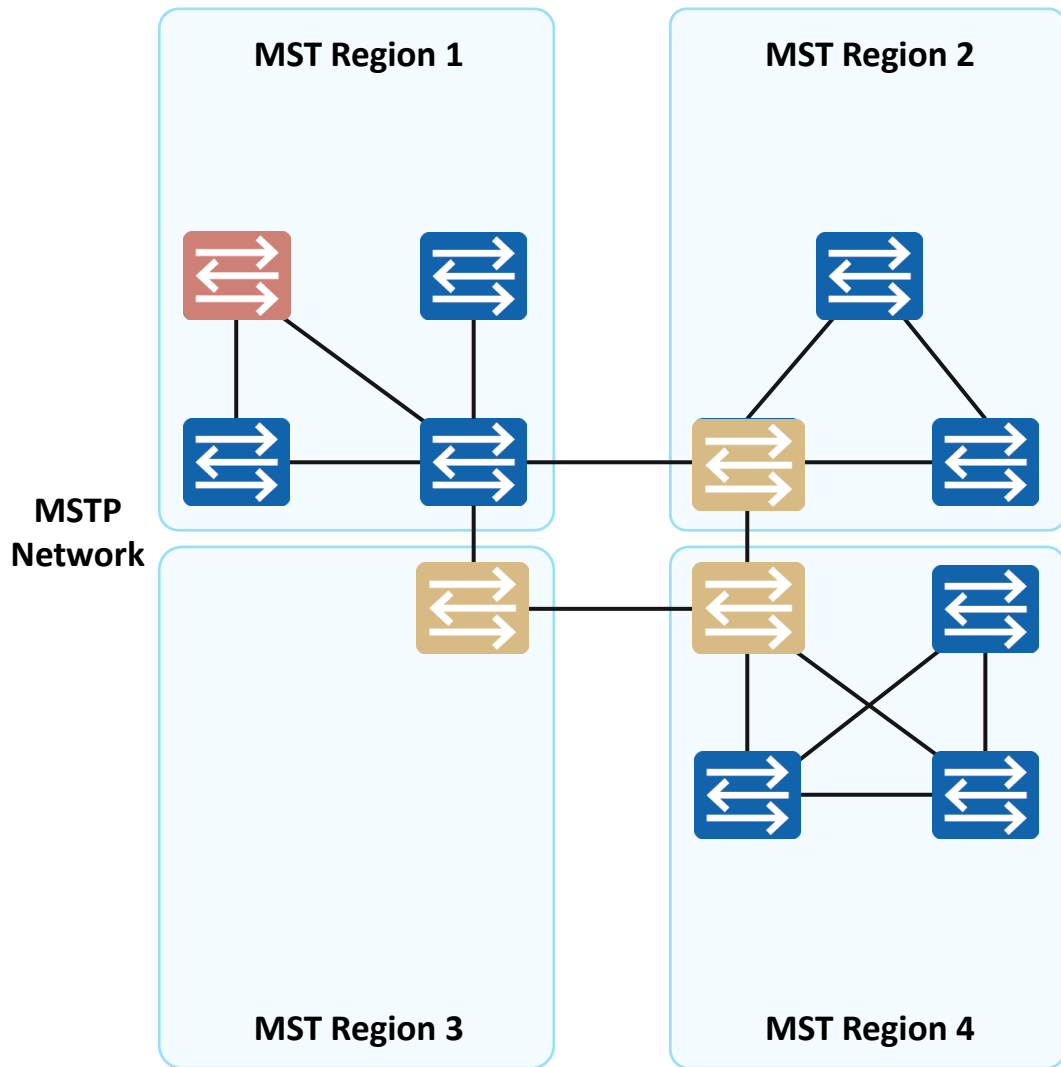 MST Region 1
MST Region 2
MSTP
Network
MST Region 3
MST Region 4